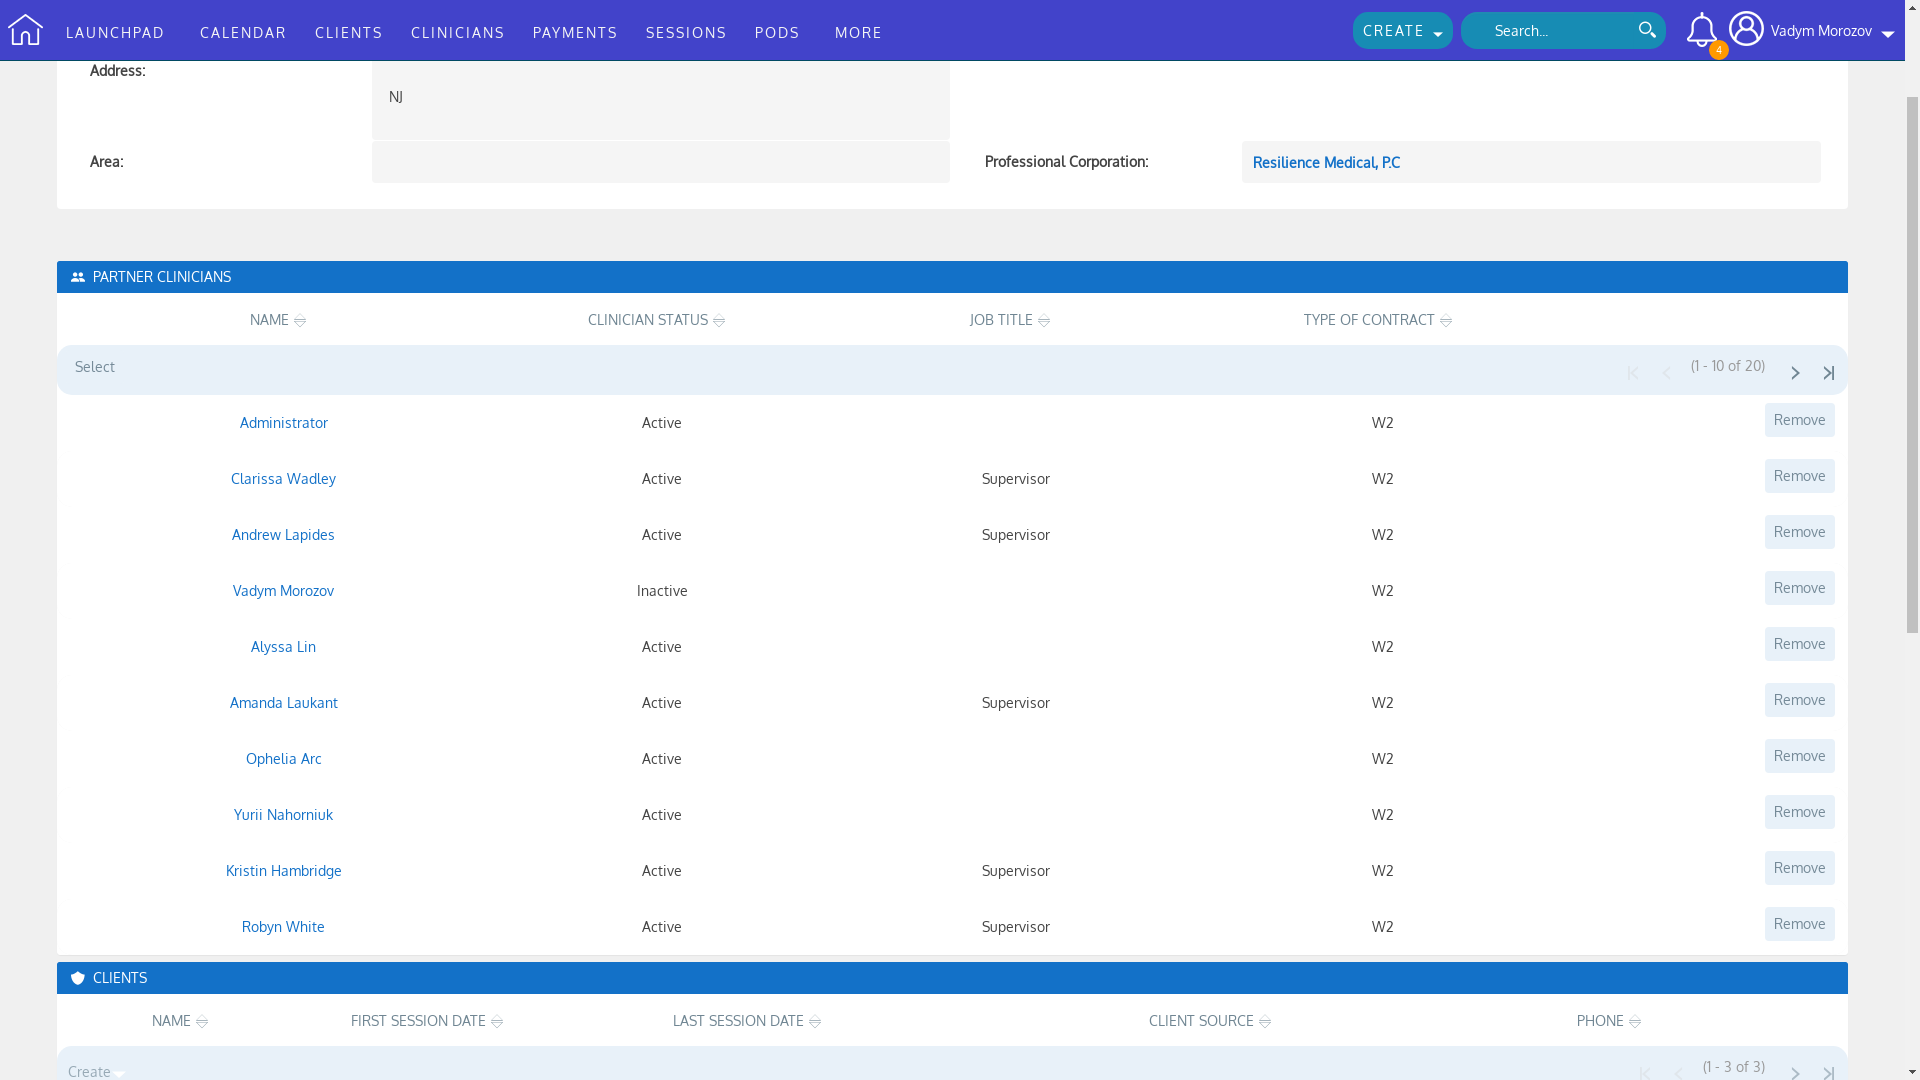 LAUNCHPAD CALENDAR CLIENTS CLINICIANS PAYMENTS SESSIONS PODS MORE CREATE Search... 4 Vadym Morozov
Address:
NJ
Area: Professional Corporation: Resilience Medical, P.C
PARTNER CLINICIANS
NAME CLINICIAN STATUS JOB TITLE TYPE OF CONTRACT
Select (1 - 10 of 20)
Administrator Active W2 Remove
Clarissa Wadley Active Supervisor W2 Remove
Andrew Lapides Active Supervisor W2 Remove
Vadym Morozov Inactive W2 Remove
Alyssa Lin Active W2 Remove
Amanda Laukant Active Supervisor W2 Remove
Ophelia Arc Active W2 Remove
Yurii Nahorniuk Active W2 Remove
Kristin Hambridge Active Supervisor W2 Remove
Robyn White Active Supervisor W2 Remove
CLIENTS
NAME FIRST SESSION DATE LAST SESSION DATE CLIENT SOURCE PHONE
Create (1 - 3 of 3)